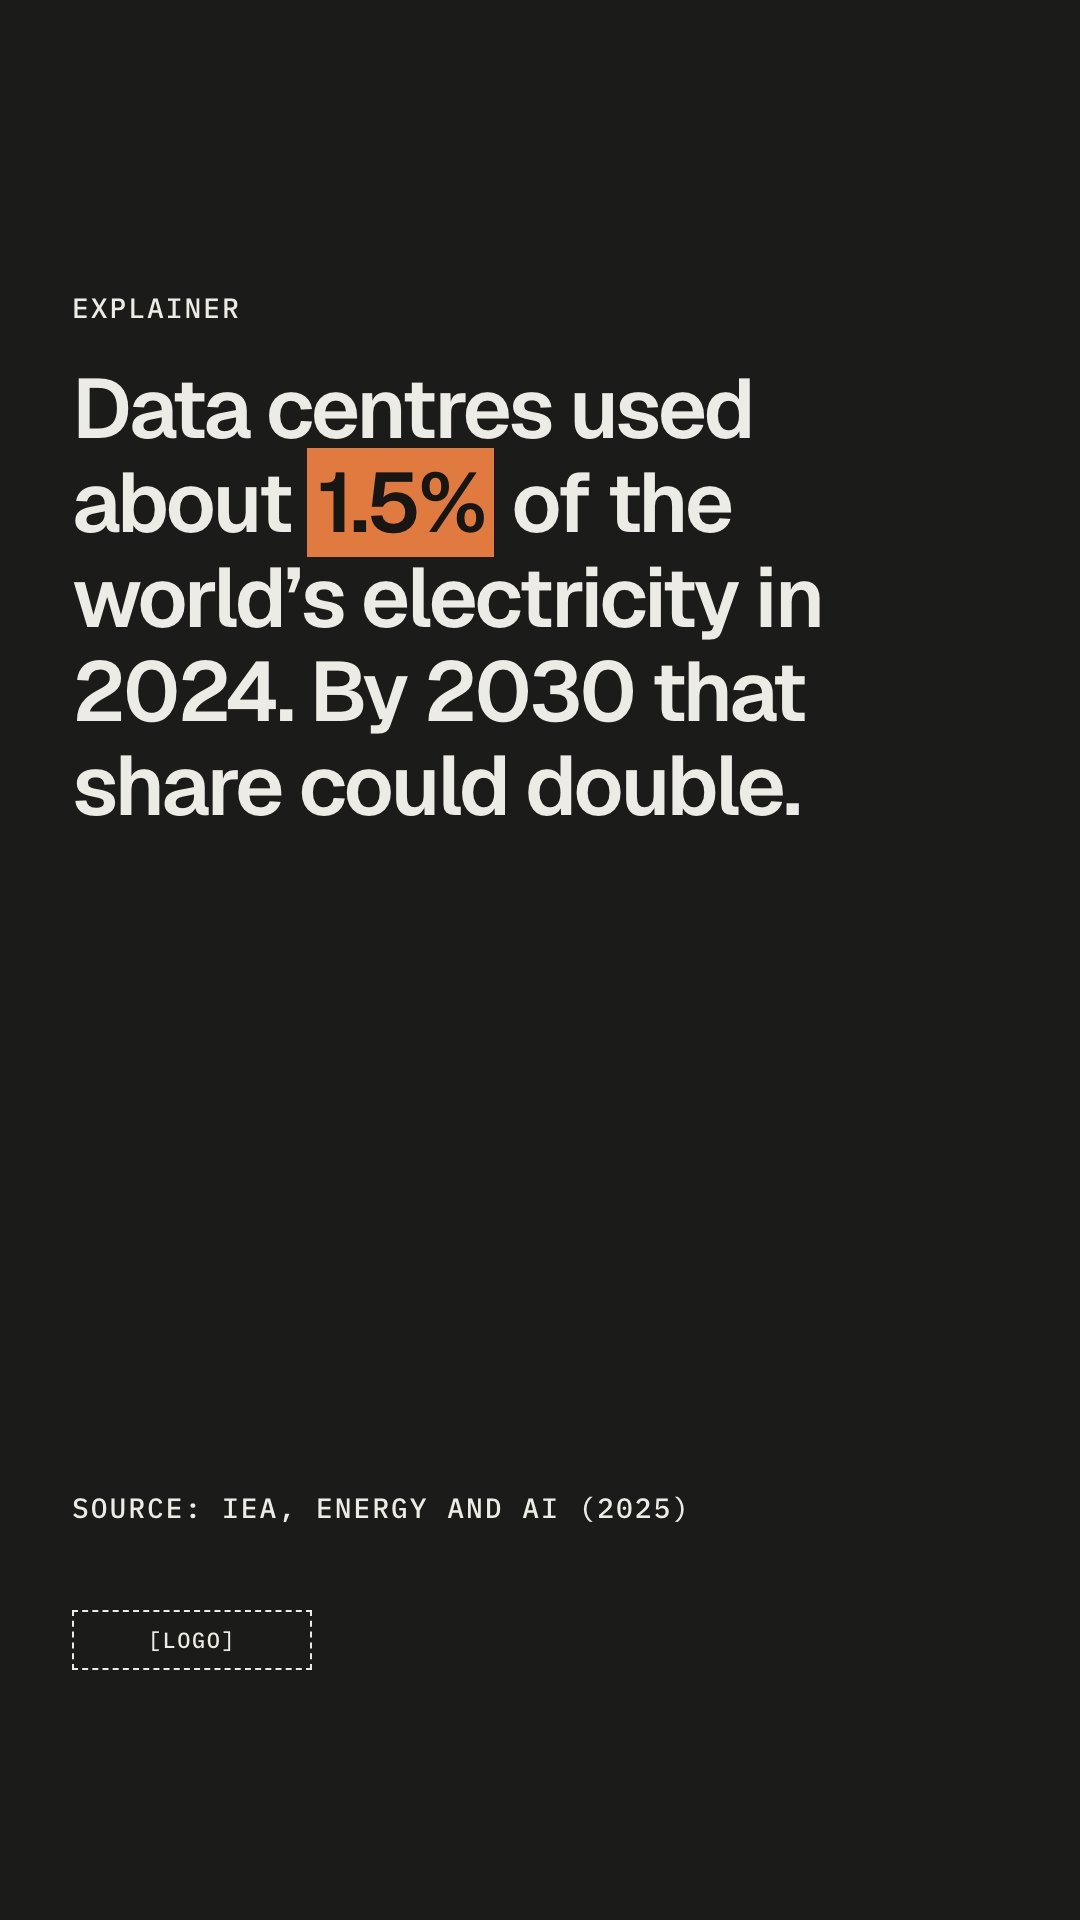 EXPLAINER
Data centres used
about 1.5% of the
world’s electricity in
2024. By 2030 that
share could double.
SOURCE: IEA, ENERGY AND AI (2025)
[LOGO]